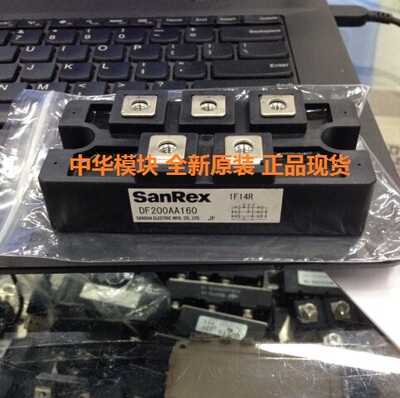 中华模块 全新原装 正品现货
SanRex
1F14R
DF200AA160
SANSHA ELECTRIC MFG. CO., LTD. JP